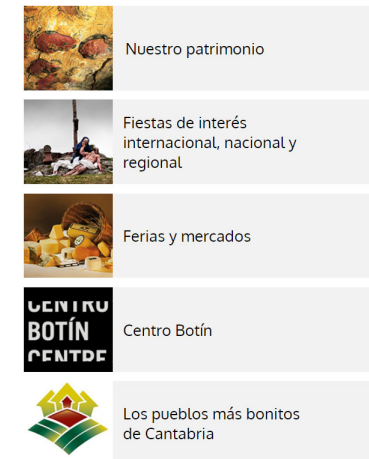 Nuestro patrimonio
Fiestas de interés
internacional, nacional y
regional
Ferias y mercados
CENTRO
BOTÍN
CENTRE
Centro Botín
Los pueblos más bonitos
de Cantabria